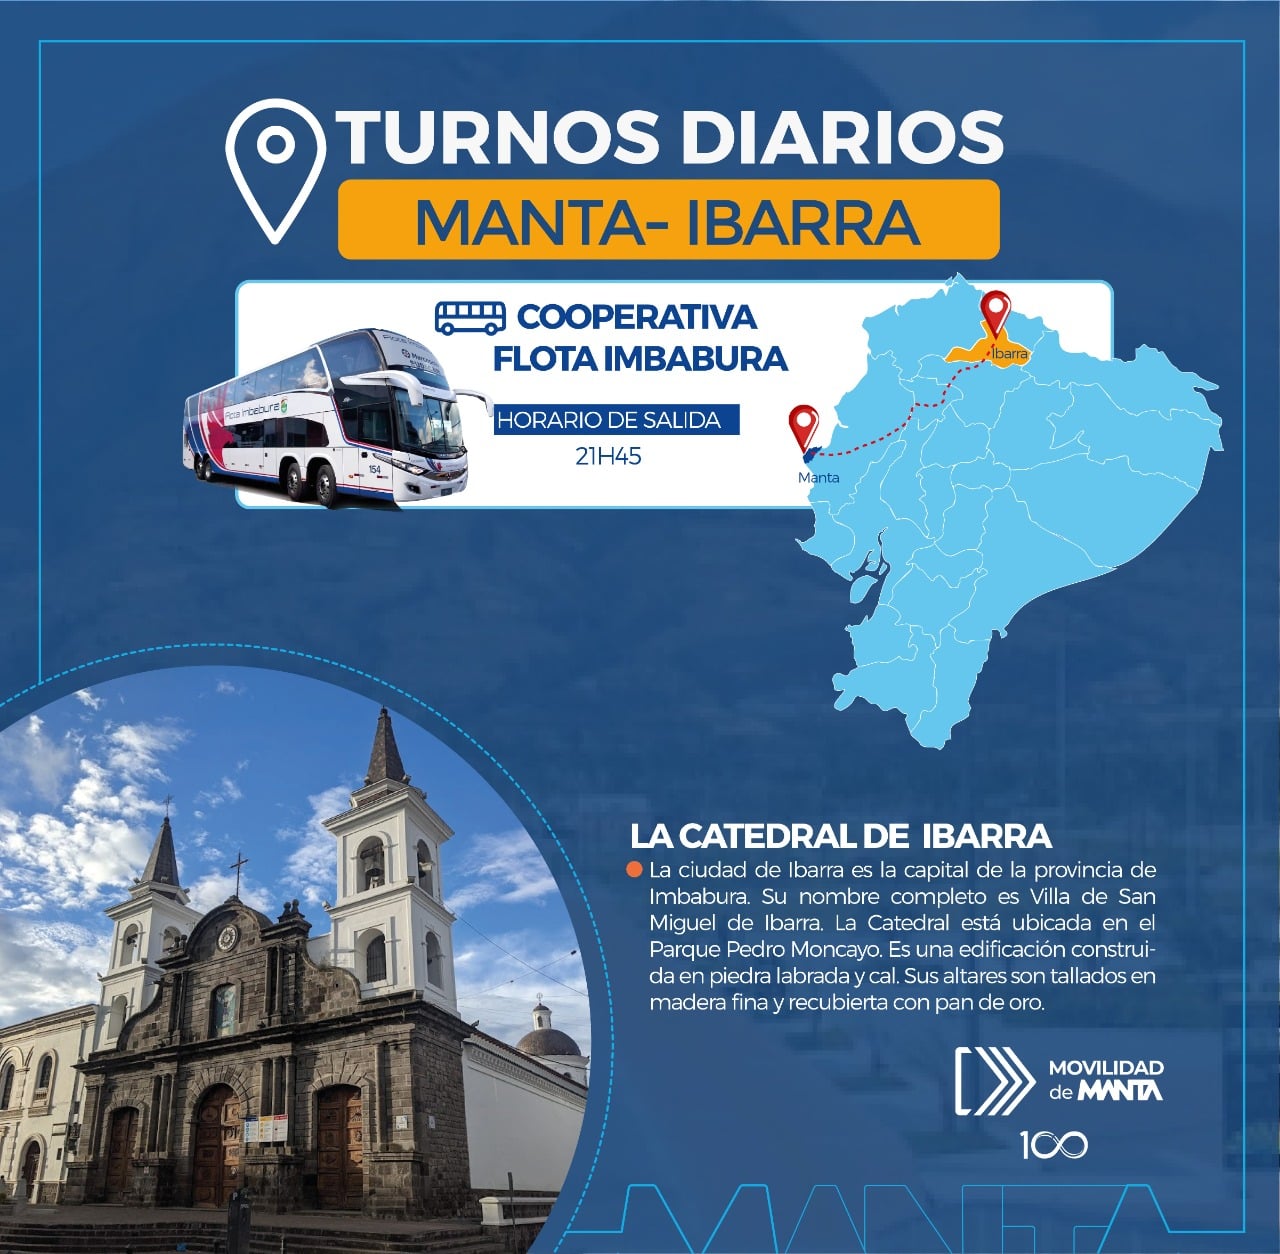 TURNOS DIARIOS
MANTA- IBARRA
COOPERATIVA
FLOTA IMBABURA
HORARIO DE SALIDA
21H45
Flota Imbabura
154
Ibarra
Manta
LA CATEDRAL DE IBARRA
La ciudad de Ibarra es la capital de la provincia de
Imbabura. Su nombre completo es Villa de San
Miguel de Ibarra. La Catedral está ubicada en el
Parque Pedro Moncayo. Es una edificación construi-
da en piedra labrada y cal. Sus altares son tallados en
madera fina y recubierta con pan de oro.
MOVILIDAD
de MANTA
100
MANTA